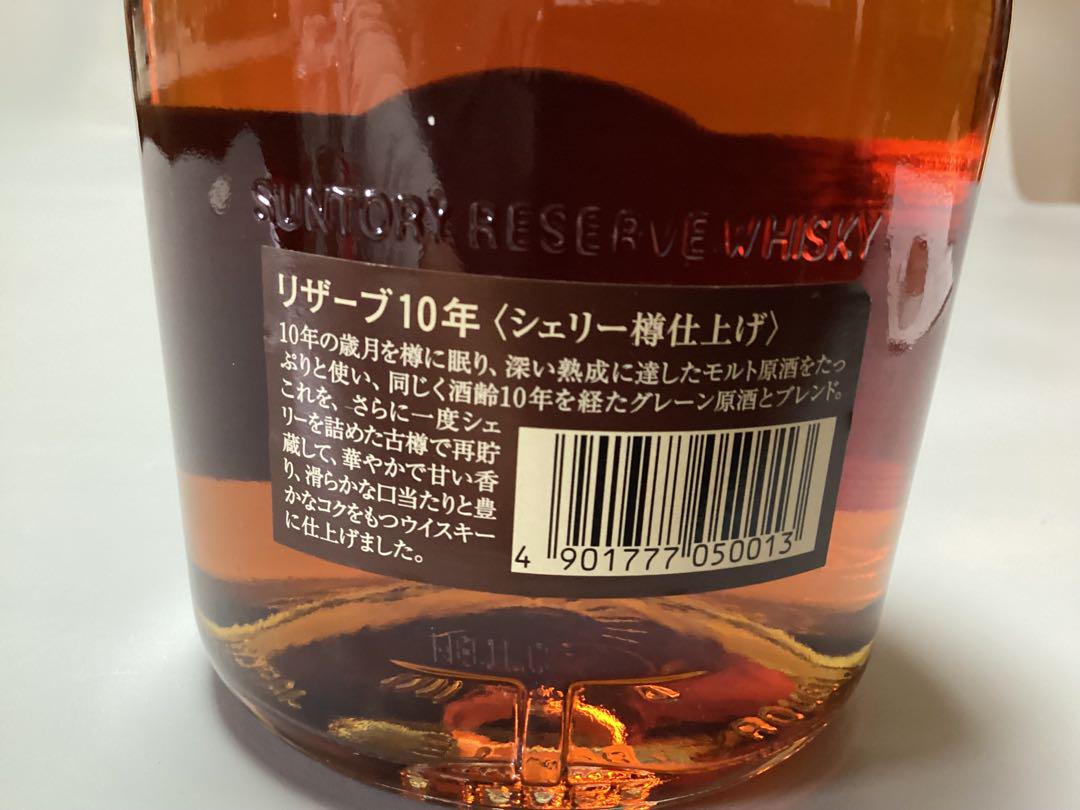 SUNTORY RESERVE WHISKY
リザーブ10年〈シェリー樽仕上げ〉
10年の歳月を樽に眠り、深い熟成に達したモルト原酒をたっ
ぷりと使い、同じく酒齢10年を経たグレーン原酒とブレンド。
これを、さらに一度シェ
リーを詰めた古樽で再貯
蔵して、華やかで甘い香
り、滑らかな口当たりと豊
かなコクをもつウイスキー
に仕上げました。
4 901777 050013